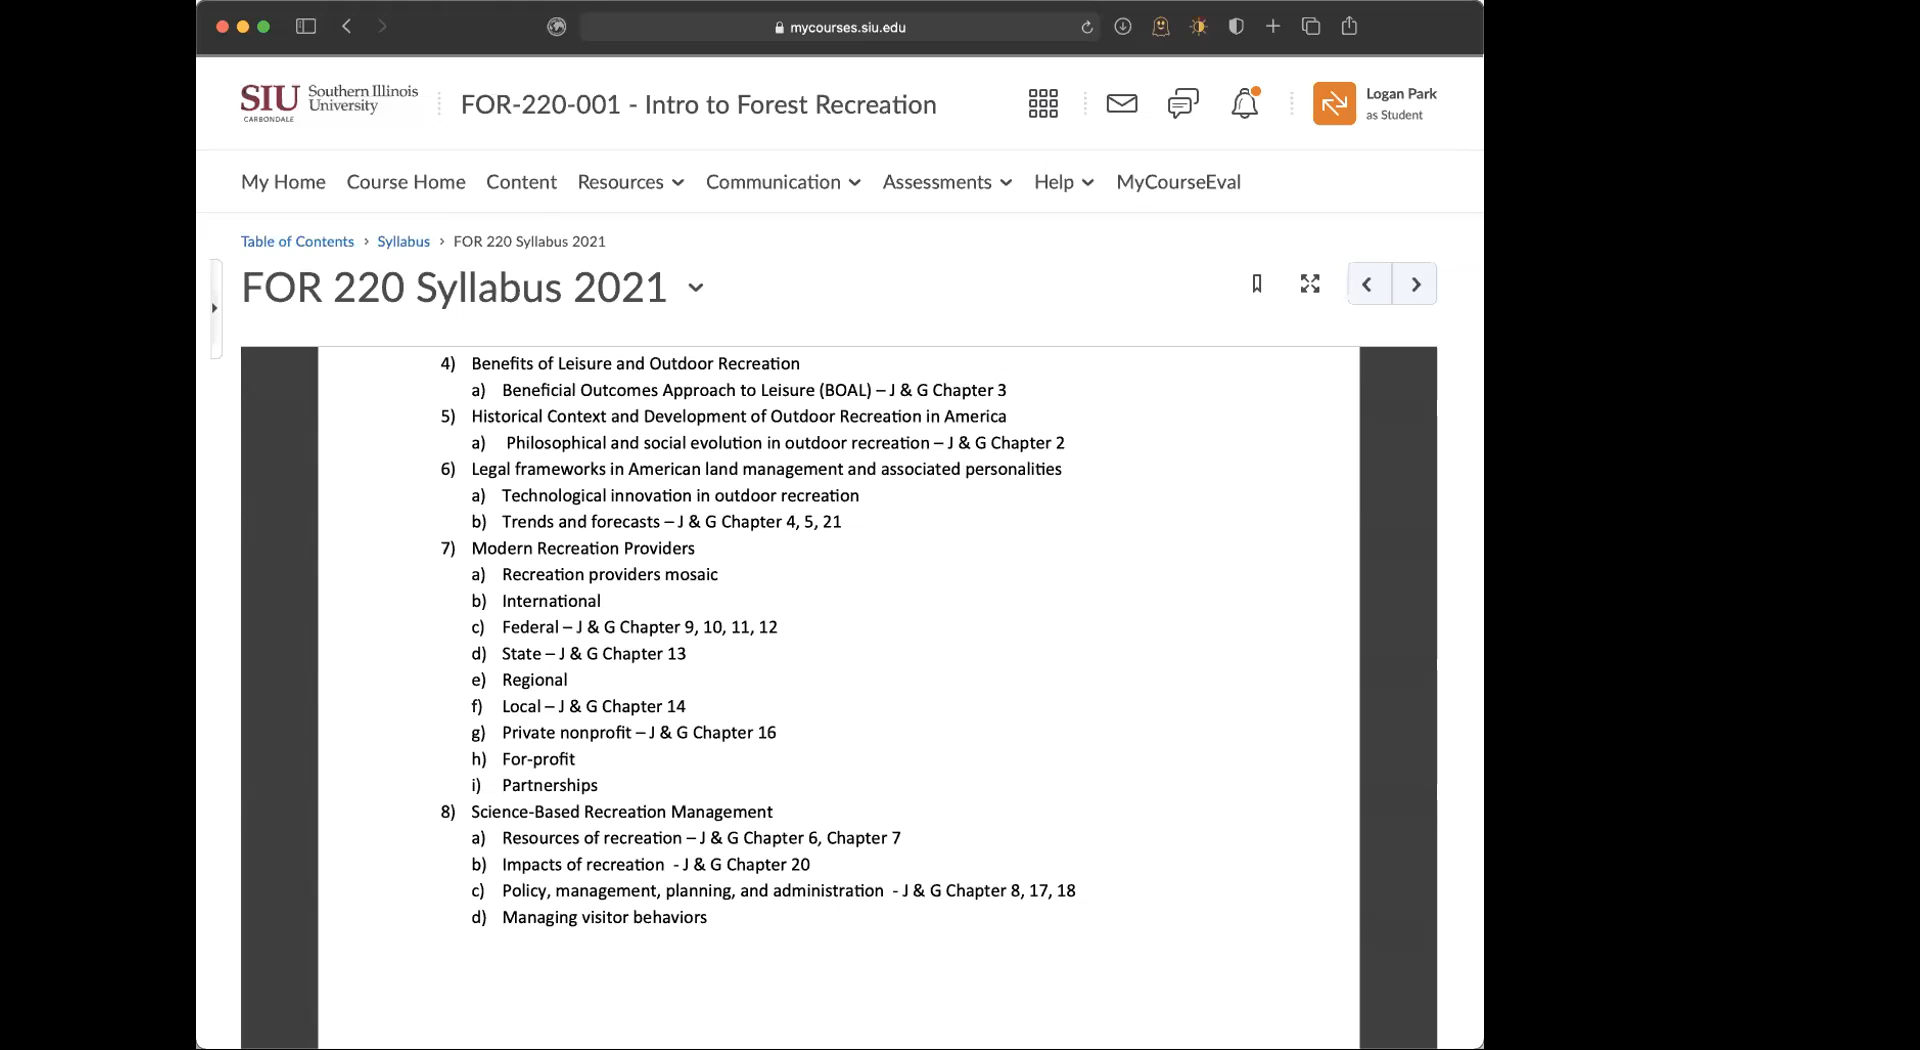 mycourses.siu.edu
SIU Southern Illinois
University
CARBONDALE
FOR-220-001 - Intro to Forest Recreation
Logan Park
as Student
My Home Course Home Content Resources Communication Assessments Help MyCourseEval
Table of Contents › Syllabus › FOR 220 Syllabus 2021
FOR 220 Syllabus 2021
4) Benefits of Leisure and Outdoor Recreation
a) Beneficial Outcomes Approach to Leisure (BOAL) – J & G Chapter 3
5) Historical Context and Development of Outdoor Recreation in America
a) Philosophical and social evolution in outdoor recreation – J & G Chapter 2
6) Legal frameworks in American land management and associated personalities
a) Technological innovation in outdoor recreation
b) Trends and forecasts – J & G Chapter 4, 5, 21
7) Modern Recreation Providers
a) Recreation providers mosaic
b) International
c) Federal – J & G Chapter 9, 10, 11, 12
d) State – J & G Chapter 13
e) Regional
f) Local – J & G Chapter 14
g) Private nonprofit – J & G Chapter 16
h) For-profit
i) Partnerships
8) Science-Based Recreation Management
a) Resources of recreation – J & G Chapter 6, Chapter 7
b) Impacts of recreation - J & G Chapter 20
c) Policy, management, planning, and administration - J & G Chapter 8, 17, 18
d) Managing visitor behaviors